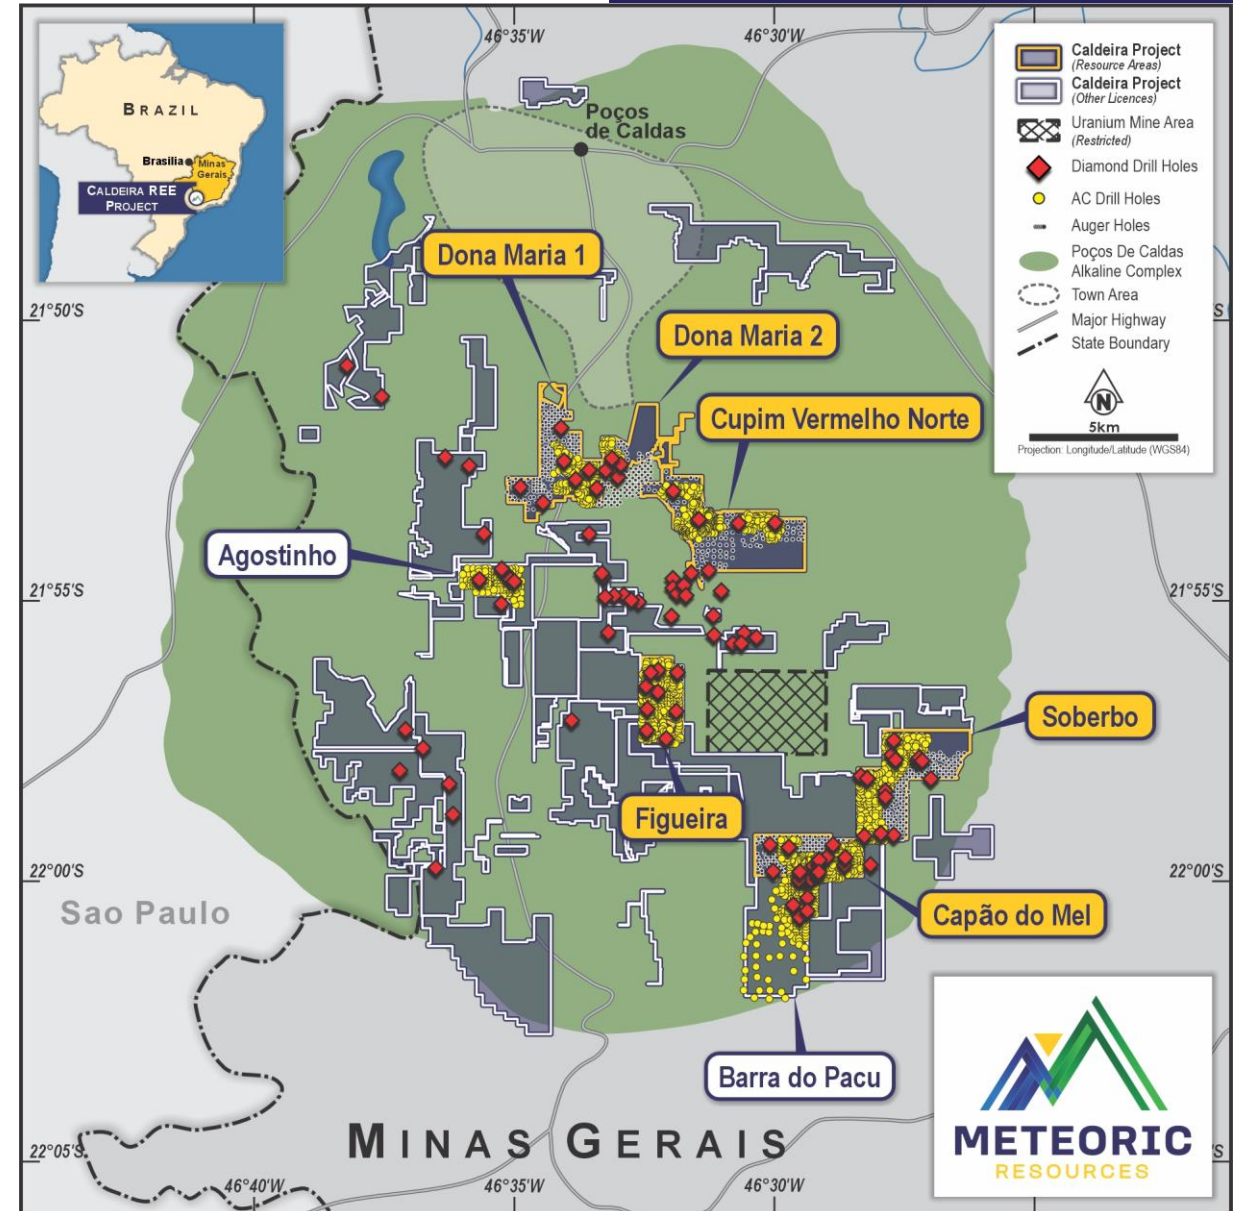 46°35'W
46°30'W
BRAZIL
Brasilia
Minas
Gerais
CALDEIRA REE
PROJECT
Poços
de Caldas
Caldeira Project
(Resource Areas)
Caldeira Project
(Other Licences)
Uranium Mine Area
(Restricted)
Diamond Drill Holes
AC Drill Holes
Auger Holes
Poços De Caldas
Alkaline Complex
Town Area
Major Highway
State Boundary
N
5km
Projection: Longitude/Latitude (WGS84)
Dona Maria 1
21°50'S
S
Dona Maria 2
Cupim Vermelho Norte
Agostinho
21°55'S
21°55'S
Soberbo
Figueira
22°00'S
22°00'S
Sao Paulo
Capão do Mel
Barra do Pacu
MINAS GERAIS
METEORIC
RESOURCES
22°05'S
S
46°40'W
46°35'W
46°30'W